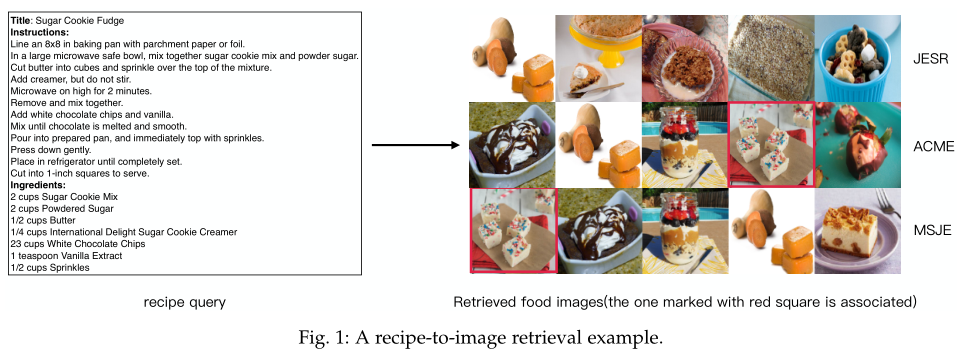 Title: Sugar Cookie Fudge
Instructions:
Line an 8x8 in baking pan with parchment paper or foil.
In a large microwave safe bowl, mix together sugar cookie mix and powder sugar.
Cut butter into cubes and sprinkle over the top of the mixture.
Add creamer, but do not stir.
Microwave on high for 2 minutes.
Remove and mix together.
Add white chocolate chips and vanilla.
Mix until chocolate is melted and smooth.
Pour into prepared pan, and immediately top with sprinkles.
Press down gently.
Place in refrigerator until completely set.
Cut into 1-inch squares to serve.
Ingredients:
2 cups Sugar Cookie Mix
2 cups Powdered Sugar
1/2 cups Butter
1/4 cups International Delight Sugar Cookie Creamer
23 cups White Chocolate Chips
1 teaspoon Vanilla Extract
1/2 cups Sprinkles
recipe query
JESR
ACME
MSJE
Retrieved food images(the one marked with red square is associated)
Fig. 1: A recipe-to-image retrieval example.